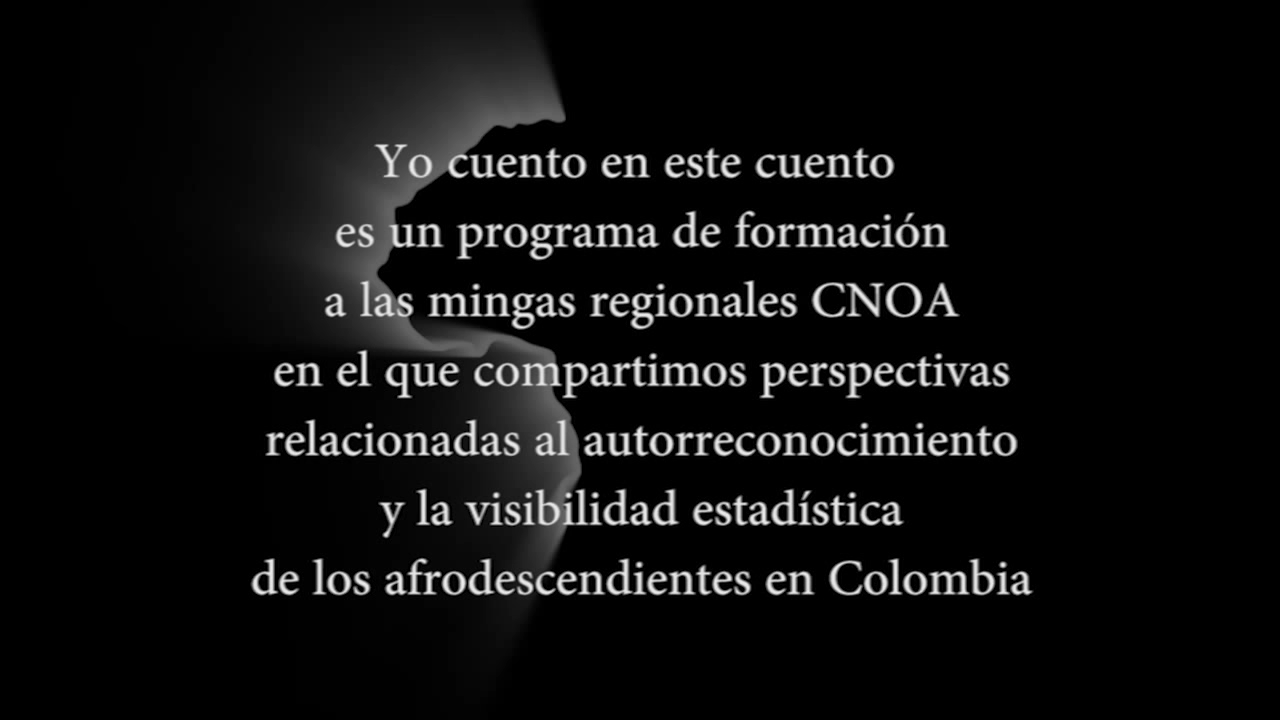 Yo cuento en este cuento
es un programa de formación
a las mingas regionales CNOA
en el que compartimos perspectivas
relacionadas al autorreconocimiento
y la visibilidad estadística
de los afrodescendientes en Colombia